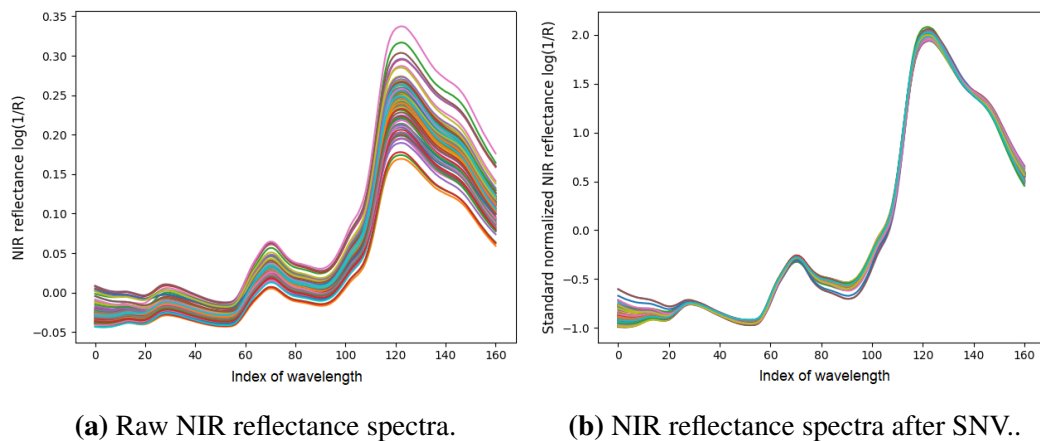 0.35
0.30
0.25
0.20
0.15
0.10
0.05
0.00
−0.05
NIR reflectance log(1/R)
0 20 40 60 80 100 120 140 160
Index of wavelength
(a) Raw NIR reflectance spectra.
2.0
1.5
1.0
0.5
0.0
−0.5
−1.0
Standard normalized NIR reflectance log(1/R)
0 20 40 60 80 100 120 140 160
Index of wavelength
(b) NIR reflectance spectra after SNV..